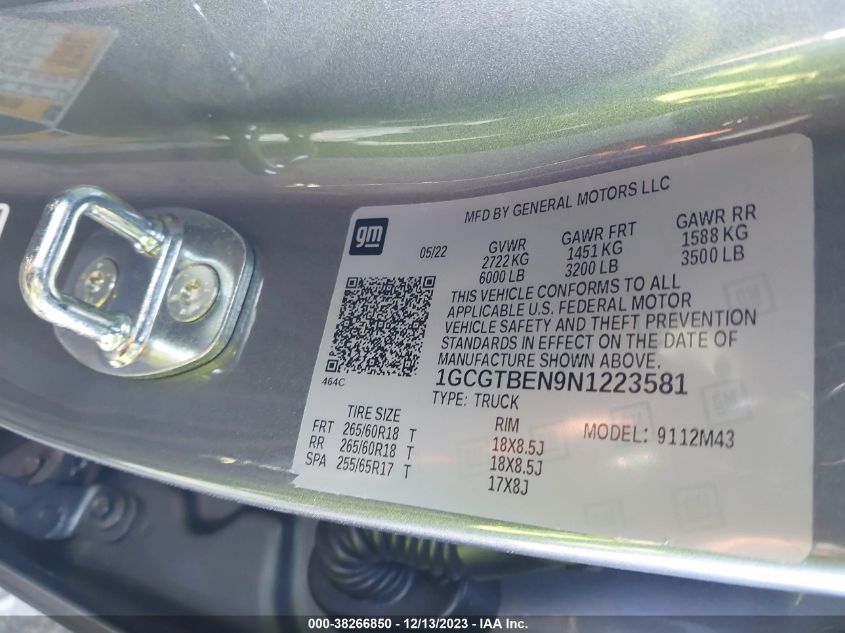 MFD BY GENERAL MOTORS LLC
gm
05/22
GVWR
2722 KG
6000 LB
GAWR FRT
1451 KG
3200 LB
GAWR RR
1588 KG
3500 LB
THIS VEHICLE CONFORMS TO ALL
APPLICABLE U.S. FEDERAL MOTOR
VEHICLE SAFETY AND THEFT PREVENTION
STANDARDS IN EFFECT ON THE DATE OF
MANUFACTURE SHOWN ABOVE.
464C
1GCGTBEN9N1223581
TYPE: TRUCK
TIRE SIZE
RIM
MODEL: 9112M43
FRT 265/60R18 T 18X8.5J
RR 265/60R18 T 18X8.5J
SPA 255/65R17 T 17X8J
000-38266850 - 12/13/2023 - IAA Inc.